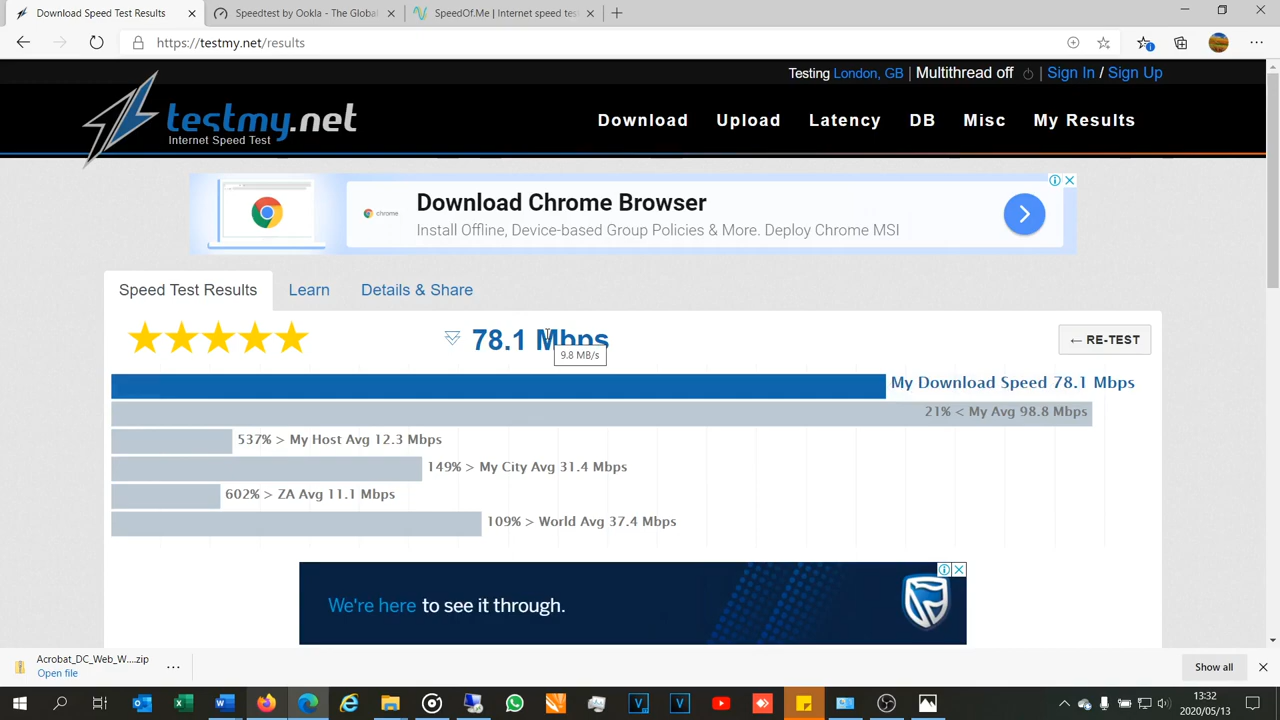 Download Speed Test Results
Speedtest by Ookla - The Global
SpeedOf.Me | Internet speed tes
https://testmy.net/results
Testing London, GB | Multithread off | Sign In / Sign Up
testmy.net
Internet Speed Test
Download Upload Latency DB Misc My Results
Download Chrome Browser
chrome
Install Offline, Device-based Group Policies & More. Deploy Chrome MSI
Speed Test Results
Learn
Details & Share
78.1 Mbps
9.8 MB/s
← RE-TEST
My Download Speed 78.1 Mbps
21% < My Avg 98.8 Mbps
537% > My Host Avg 12.3 Mbps
149% > My City Avg 31.4 Mbps
602% > ZA Avg 11.1 Mbps
109% > World Avg 37.4 Mbps
We're here to see it through.
Acrobat_DC_Web_W....zip
Open file
Show all
13:32
2020/05/13